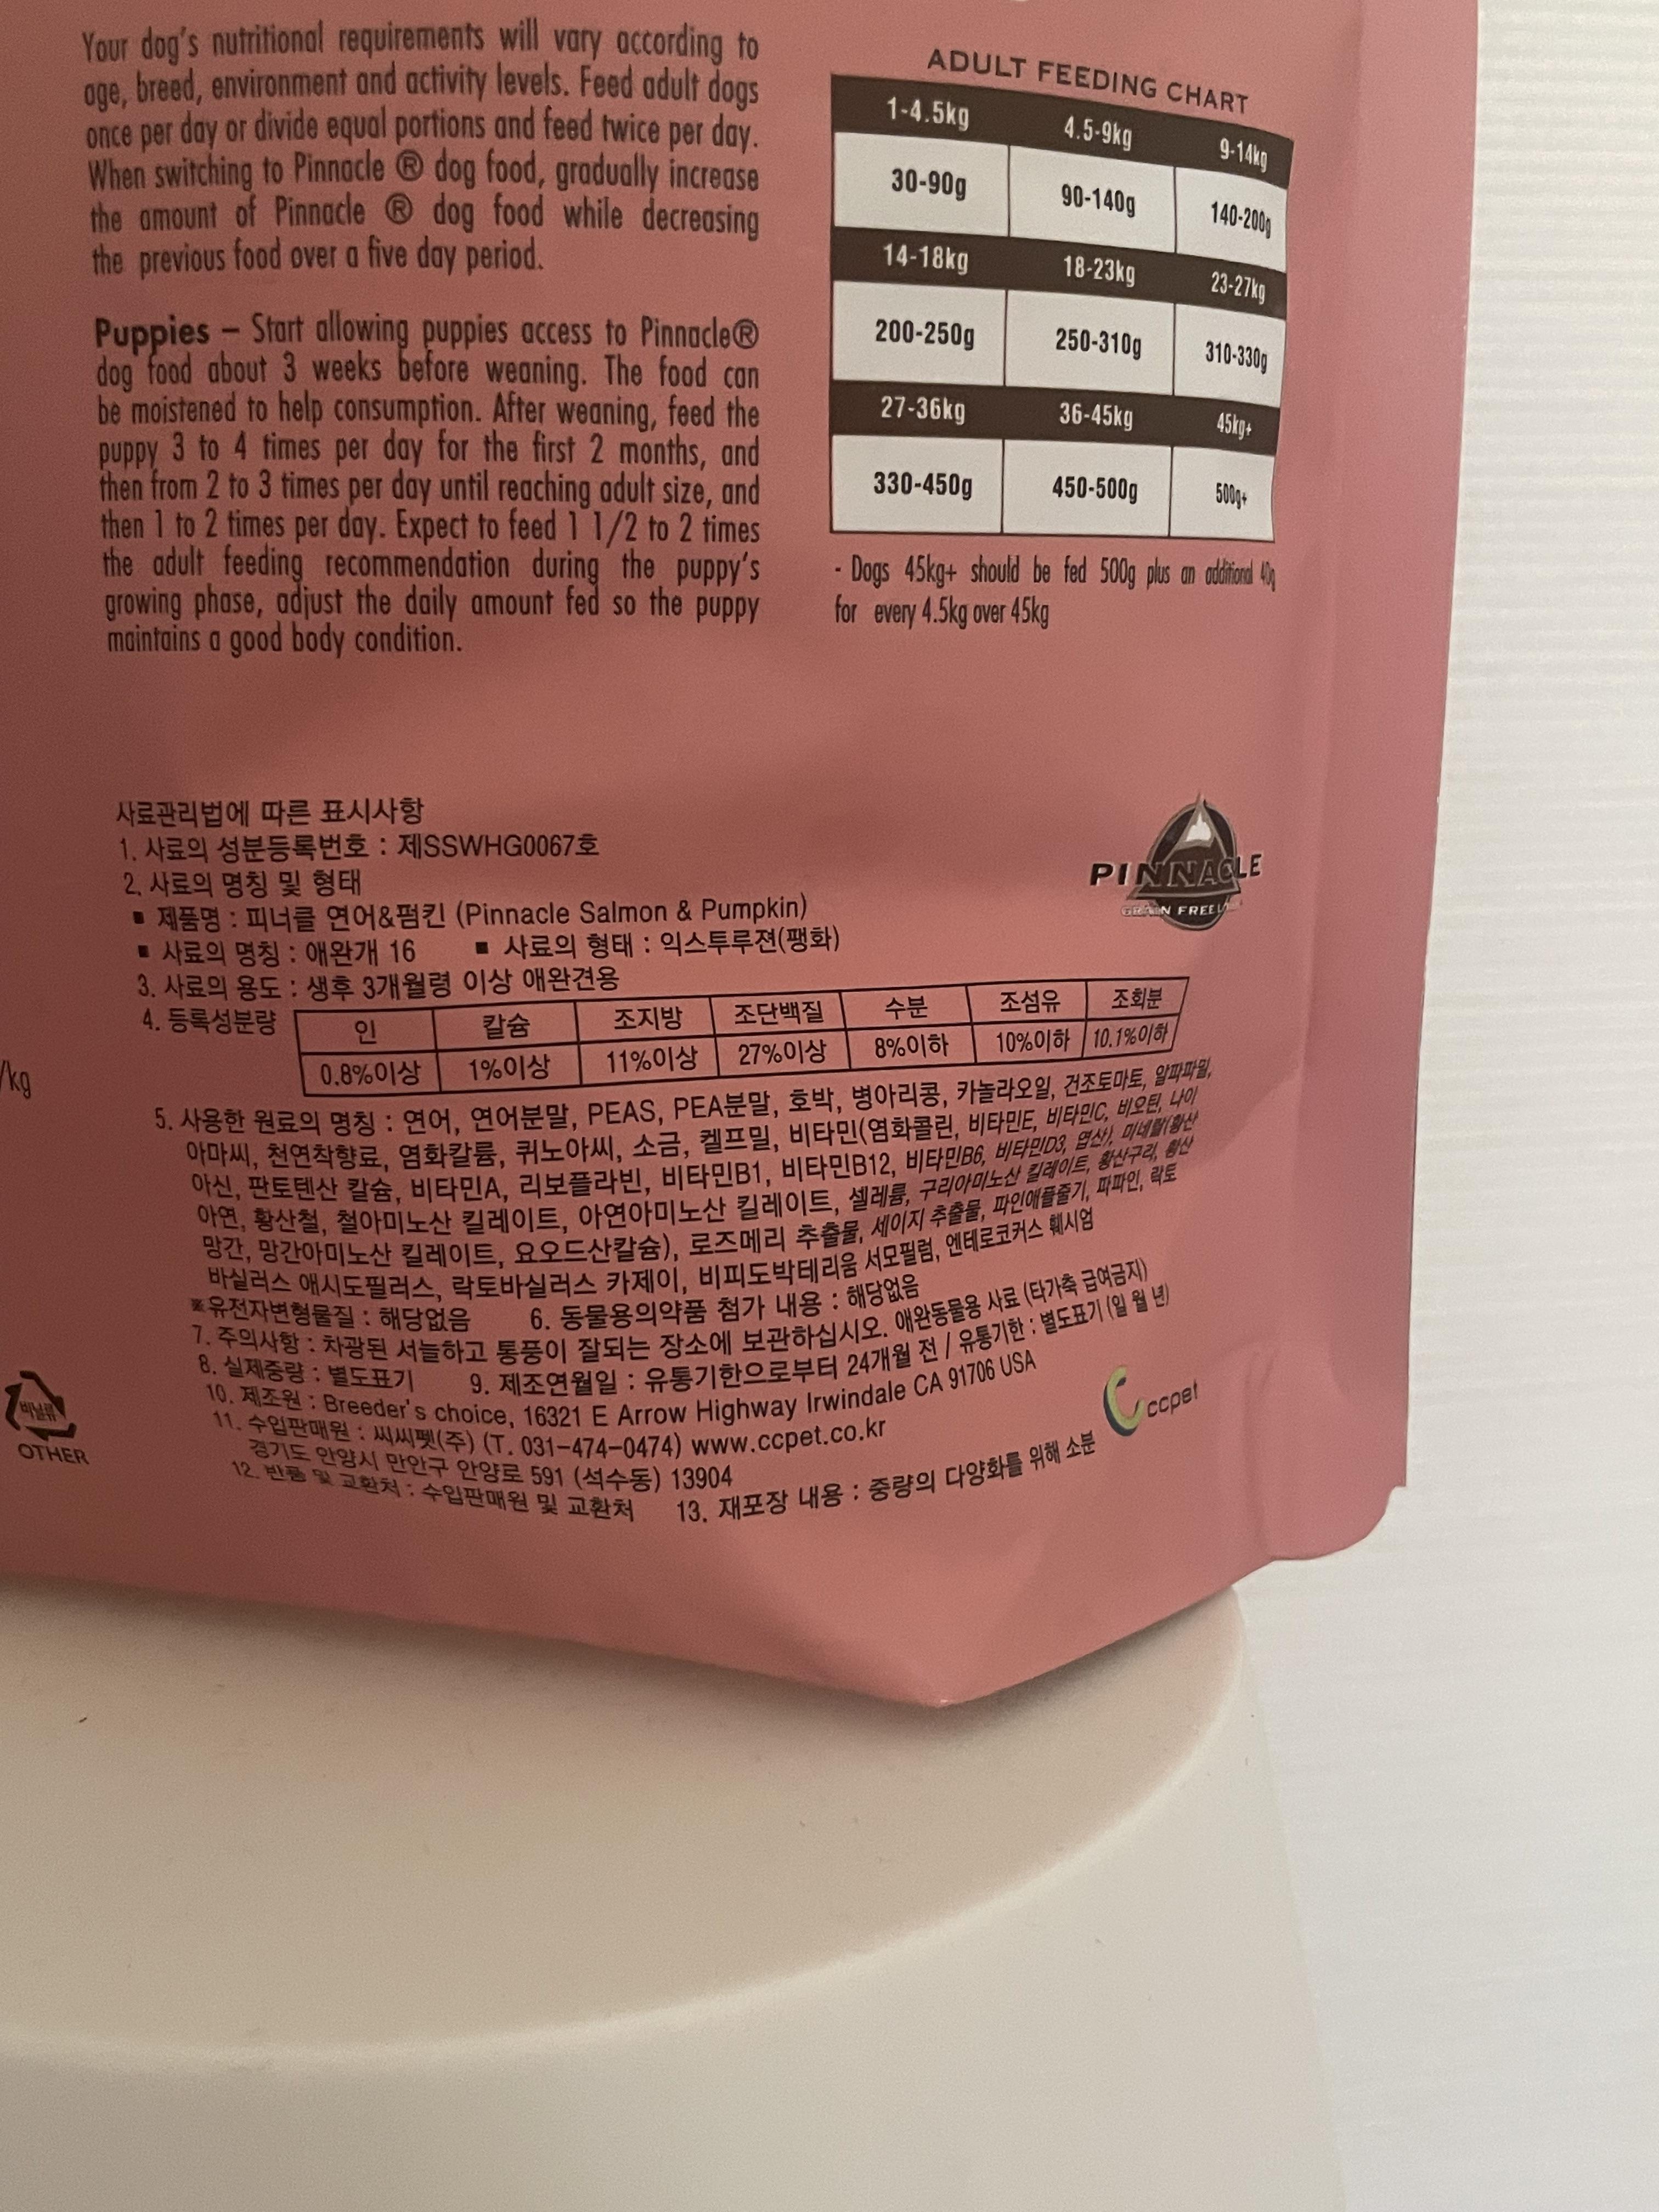 Your dog's nutritional requirements will vary according to
age, breed, environment and activity levels. Feed adult dogs
once per day or divide equal portions and feed twice per day.
When switching to Pinnacle ® dog food, gradually increase
the amount of Pinnacle ® dog food while decreasing
the previous food over a five day period.
Puppies – Start allowing puppies access to Pinnacle®
dog food about 3 weeks before weaning. The food can
be moistened to help consumption. After weaning, feed the
puppy 3 to 4 times per day for the first 2 months, and
then from 2 to 3 times per day until reaching adult size, and
then 1 to 2 times per day. Expect to feed 1 1/2 to 2 times
the adult feeding recommendation during the puppy's
growing phase, adjust the daily amount fed so the puppy
maintains a good body condition.
ADULT FEEDING CHART
1-4.5kg 4.5-9kg 9-14kg
30-90g 90-140g 140-200g
14-18kg 18-23kg 23-27kg
200-250g 250-310g 310-330g
27-36kg 36-45kg 45kg+
330-450g 450-500g 500g+
- Dogs 45kg+ should be fed 500g plus an additional 40g
for every 4.5kg over 45kg
사료관리법에 따른 표시사항
1. 사료의 성분등록번호 : 제SSWHG0067호
2. 사료의 명칭 및 형태
■ 제품명 : 피너클 연어&펌킨 (Pinnacle Salmon & Pumpkin)
■ 사료의 명칭 : 애완개 16 ■ 사료의 형태 : 익스투루젼(팽화)
3. 사료의 용도 : 생후 3개월령 이상 애완견용
4. 등록성분량
인 칼슘 조지방 조단백질 수분 조섬유 조회분
0.8%이상 1%이상 11%이상 27%이상 8%이하 10%이하 10.1%이하
5. 사용한 원료의 명칭 : 연어, 연어분말, PEAS, PEA분말, 호박, 병아리콩, 카놀라오일, 건조토마토, 알파파밀,
아마씨, 천연착향료, 염화칼륨, 퀴노아씨, 소금, 켈프밀, 비타민(염화콜린, 비타민E, 비타민C, 비오틴, 나이
아신, 판토텐산 칼슘, 비타민A, 리보플라빈, 비타민B1, 비타민B12, 비타민B6, 비타민D3, 엽산), 미네랄(황산
아연, 황산철, 철아미노산 킬레이트, 아연아미노산 킬레이트, 셀레륨, 구리아미노산 킬레이트, 황산구리, 황산
망간, 망간아미노산 킬레이트, 요오드산칼슘), 로즈메리 추출물, 세이지 추출물, 파인애플줄기, 파파인, 락토
바실러스 애시도필러스, 락토바실러스 카제이, 비피도박테리움 서모필럼, 엔테로코커스 훼시엄
※유전자변형물질 : 해당없음 6. 동물용의약품 첨가 내용 : 해당없음
7. 주의사항 : 차광된 서늘하고 통풍이 잘되는 장소에 보관하십시오. 애완동물용 사료 (타가축 급여금지)
8. 실제중량 : 별도표기 9. 제조연월일 : 유통기한으로부터 24개월 전 / 유통기한 : 별도표기 (일 월 년)
10. 제조원 : Breeder's choice, 16321 E Arrow Highway Irwindale CA 91706 USA
11. 수입판매원 : 씨씨펫(주) (T. 031-474-0474) www.ccpet.co.kr
경기도 안양시 만안구 안양로 591 (석수동) 13904
12. 반품 및 교환처 : 수입판매원 및 교환처 13. 재포장 내용 : 중량의 다양화를 위해 소분
PINNACLE
GRAIN FREE
ccpet
/kg
비닐류
OTHER